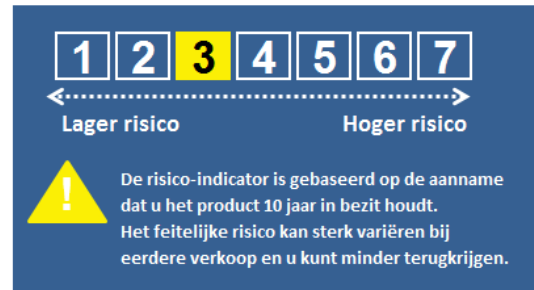 1 2 3 4 5 6 7
Lager risico Hoger risico
!
De risico-indicator is gebaseerd op de aanname
dat u het product 10 jaar in bezit houdt.
Het feitelijke risico kan sterk variëren bij
eerdere verkoop en u kunt minder terugkrijgen.